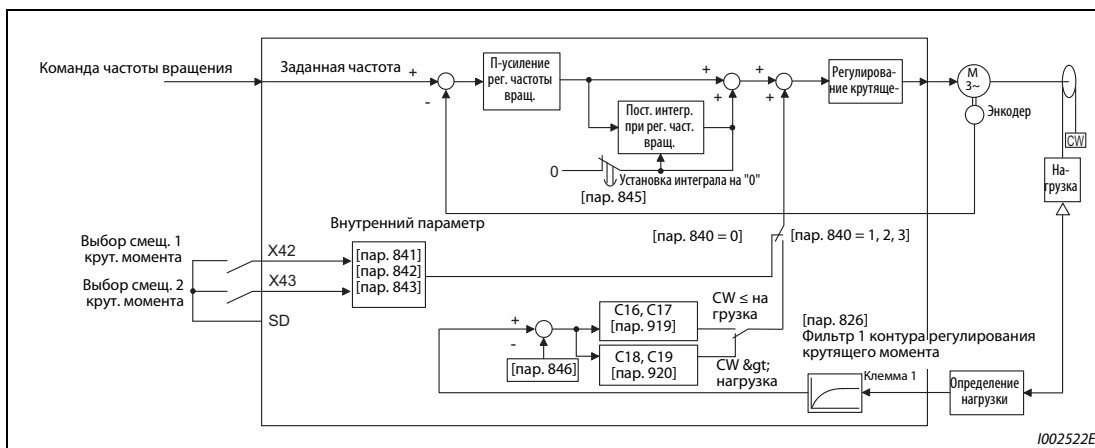 Команда частоты вращения
Заданная частота
+
-
П-усиление
рег. частоты
вращ.
+
+
+
+
Регулирова-
ние крутяще-
M
3~
Энкодер
CW
На-
грузка
Пост. интегр.
при рег. част.
вращ.
0
Установка интеграла на "0"
[пар. 845]
Внутренний параметр
[пар. 840 = 0]
[пар. 840 = 1, 2, 3]
Выбор смещ. 1
крут. момента
X42
Выбор смещ. 2
крут. момента
X43
SD
[пар. 841]
[пар. 842]
[пар. 843]
+
-
[пар. 846]
C16, C17
[пар. 919]
C18, C19
[пар. 920]
CW ≤ на
грузка
CW &gt;
нагрузка
[пар. 826]
Фильтр 1 контура регулирования
крутящего момента
Клемма 1
Определение
нагрузки
I002522E